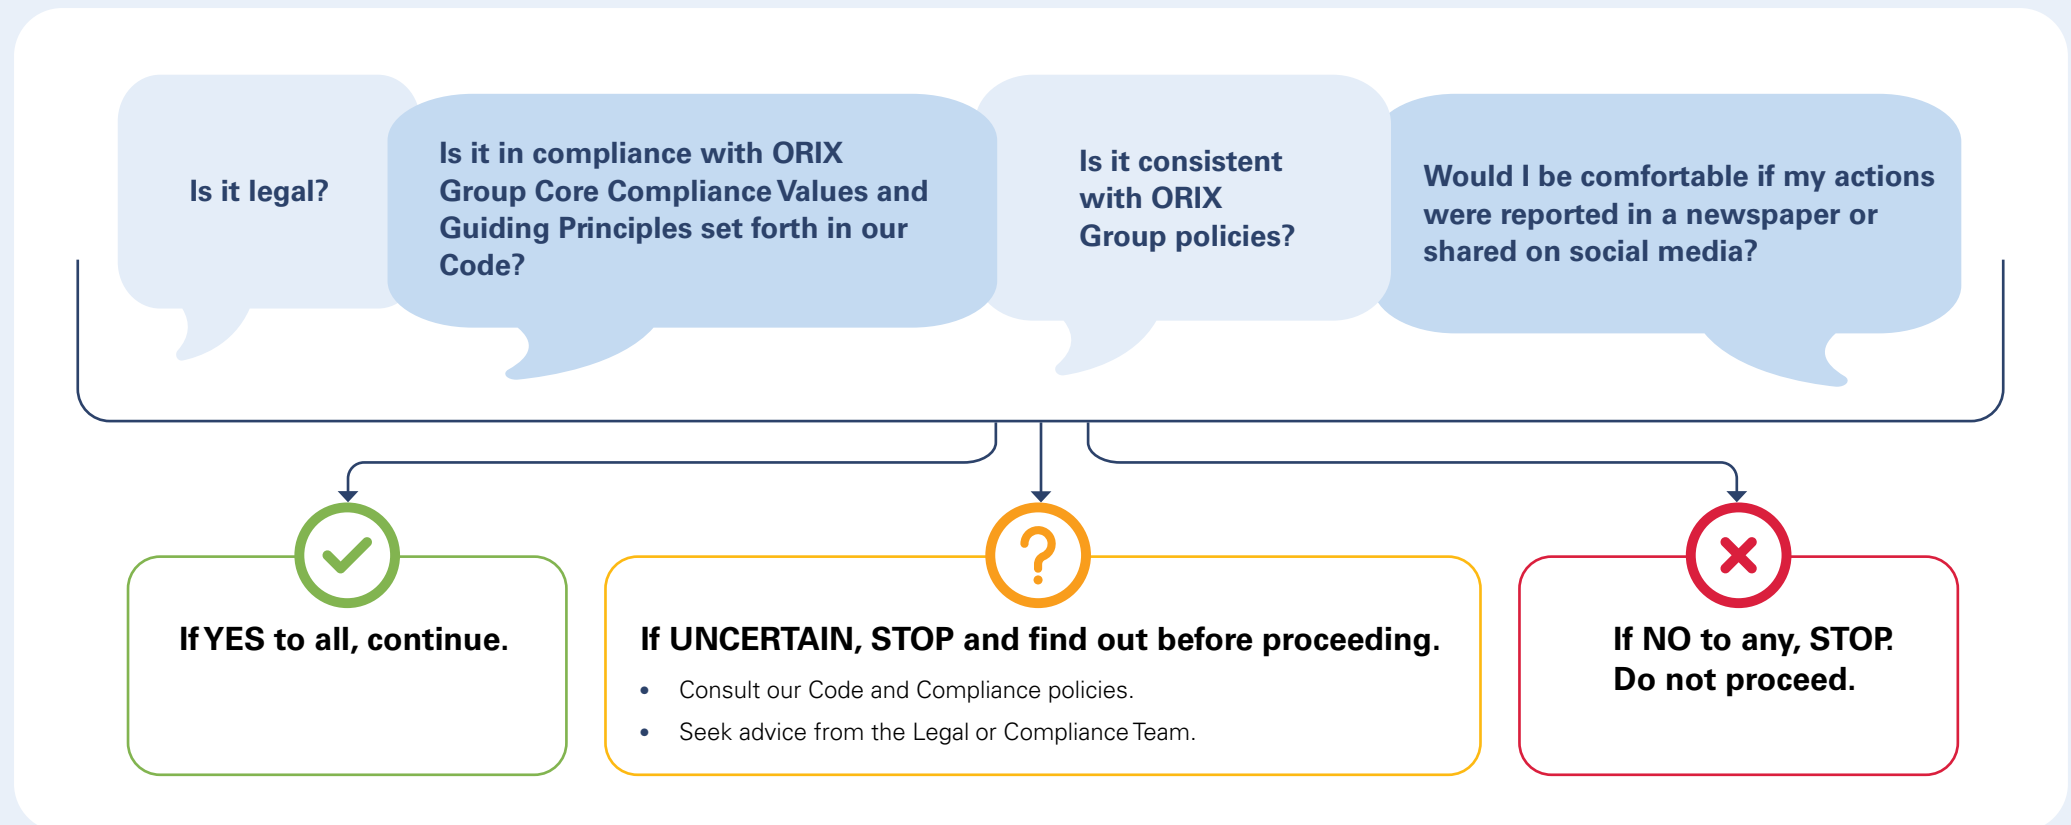 Is it legal?
Is it in compliance with ORIX
Group Core Compliance Values and
Guiding Principles set forth in our
Code?
Is it consistent
with ORIX
Group policies?
Would I be comfortable if my actions
were reported in a newspaper or
shared on social media?
If YES to all, continue.
If UNCERTAIN, STOP and find out before proceeding.
• Consult our Code and Compliance policies.
• Seek advice from the Legal or Compliance Team.
If NO to any, STOP.
Do not proceed.